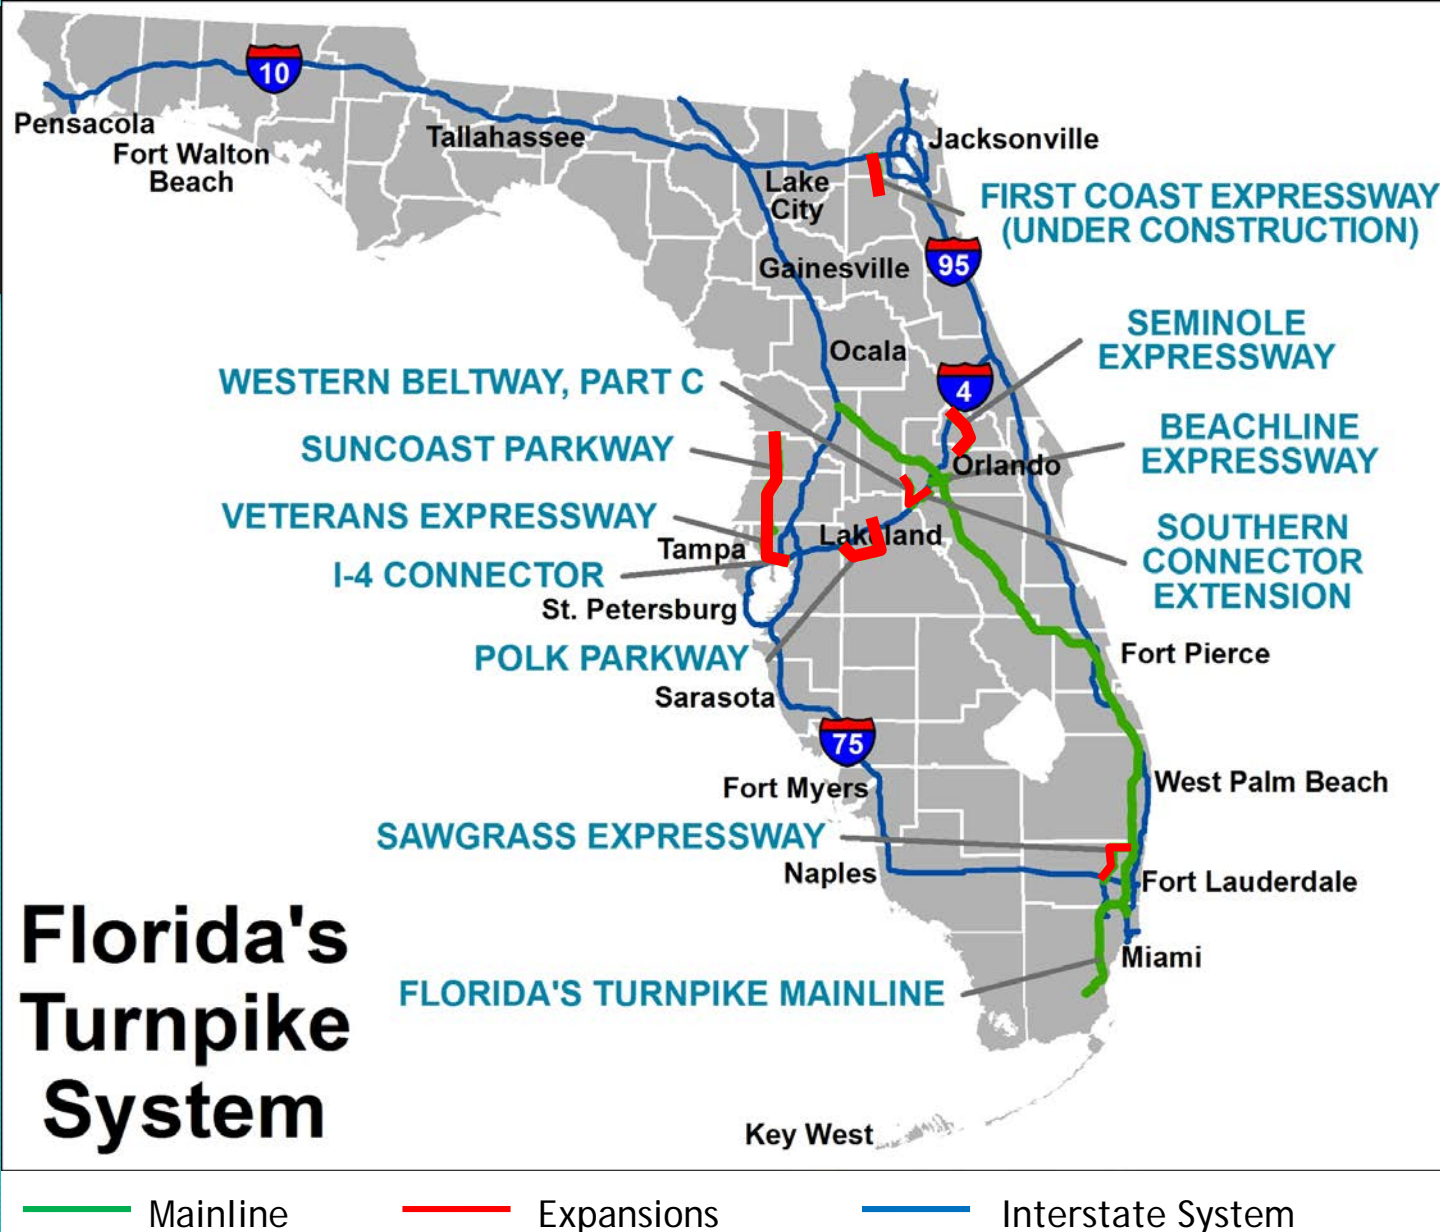 10
Pensacola
Fort Walton
Beach
Tallahassee
Jacksonville
Lake
City
FIRST COAST EXPRESSWAY
(UNDER CONSTRUCTION)
Gainesville
95
SEMINOLE
EXPRESSWAY
Ocala
WESTERN BELTWAY, PART C
4
BEACHLINE
EXPRESSWAY
SUNCOAST PARKWAY
Orlando
VETERANS EXPRESSWAY
SOUTHERN
CONNECTOR
EXTENSION
Lakeland
Tampa
I-4 CONNECTOR
St. Petersburg
POLK PARKWAY
Fort Pierce
Sarasota
75
Fort Myers
West Palm Beach
SAWGRASS EXPRESSWAY
Naples
Fort Lauderdale
Miami
FLORIDA'S TURNPIKE MAINLINE
Florida's
Turnpike
System
Key West
Mainline
Expansions
Interstate System